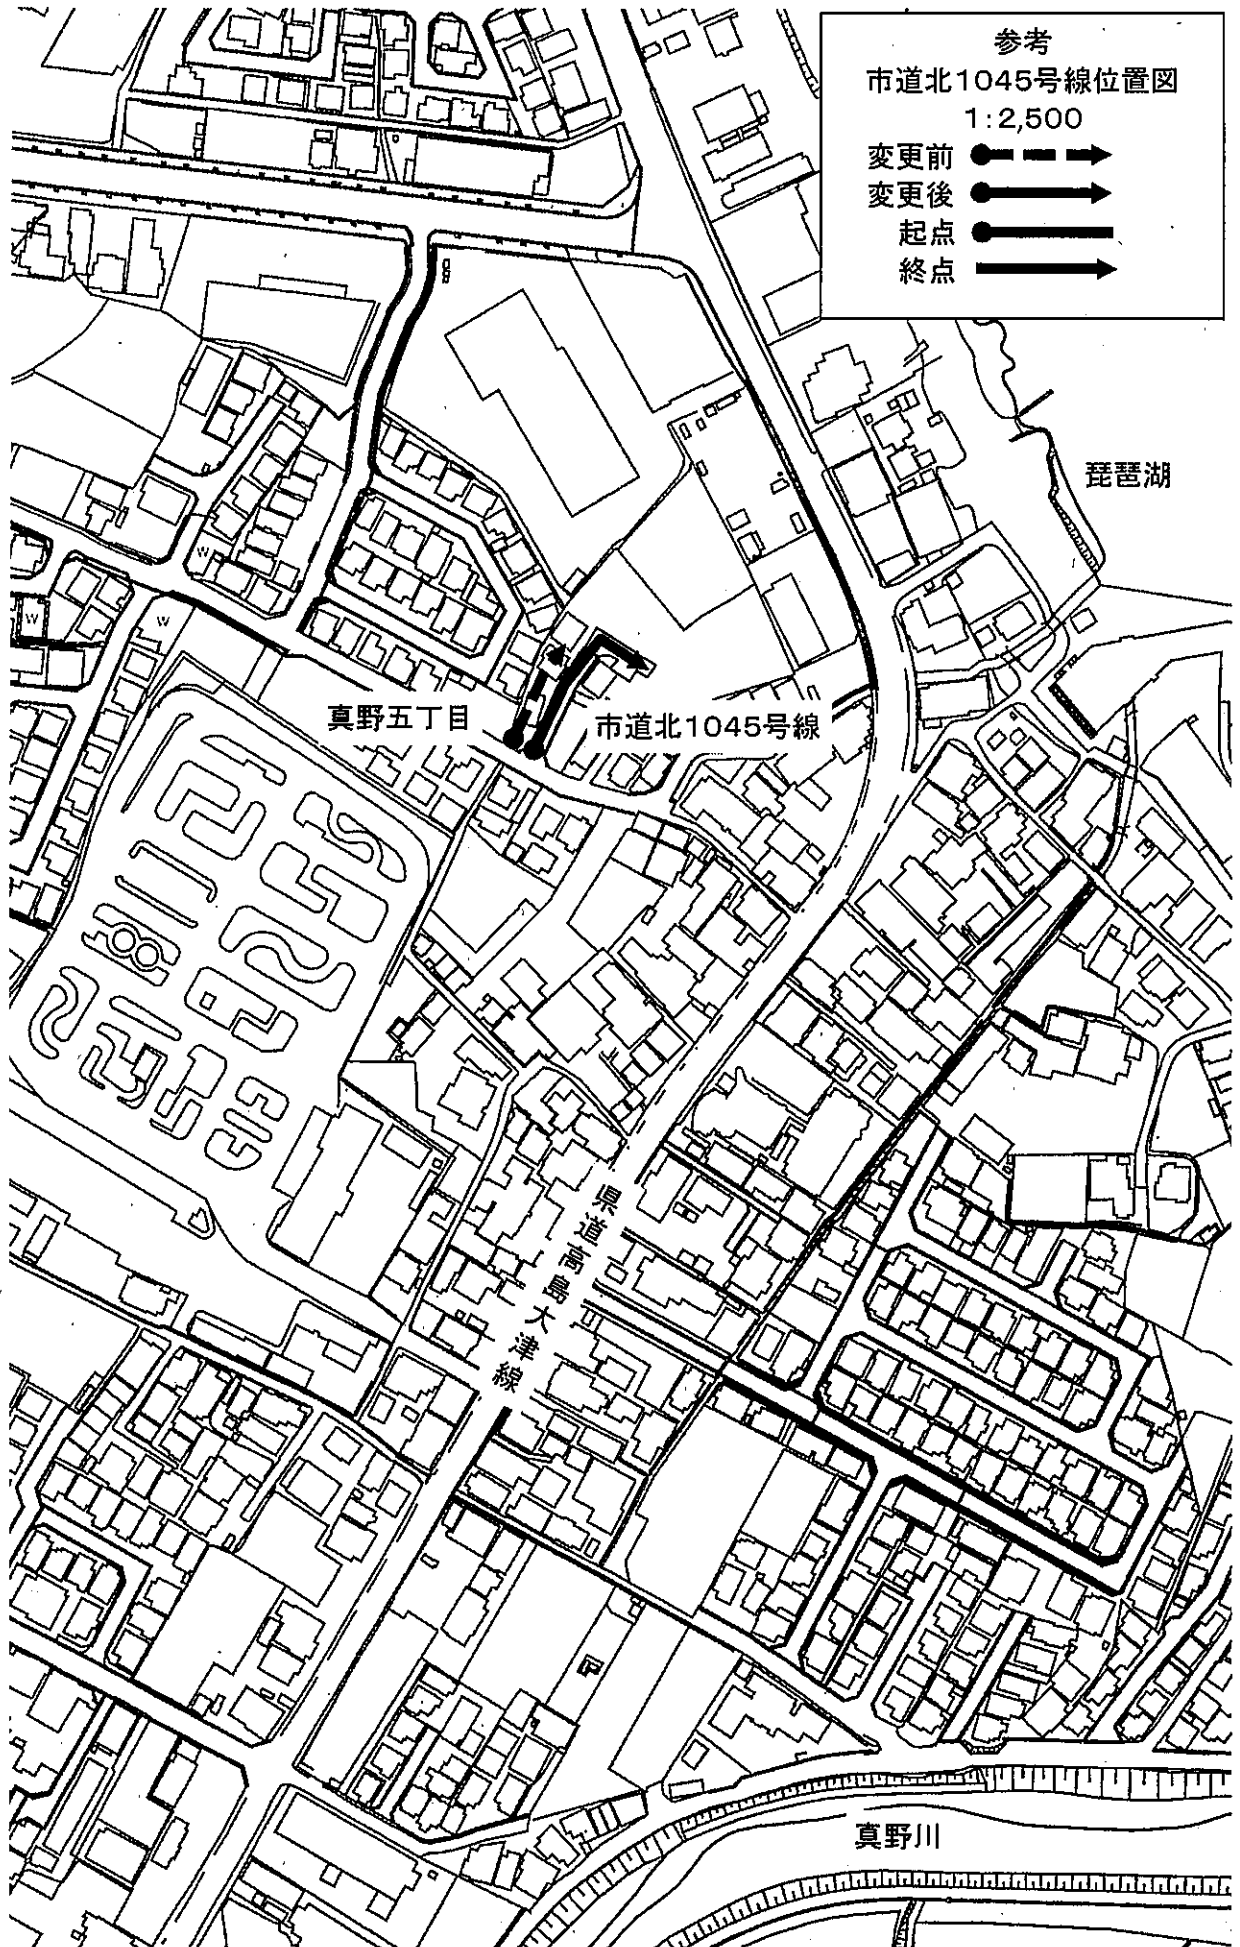 参考
市道北1045号線位置図
1:2,500
変更前
変更後
起点
終点
琵琶湖
真野五丁目
市道北1045号線
県道高島大津線
真野川
W
W
W